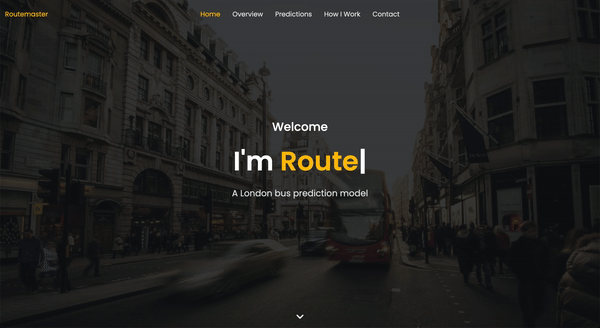 Routemaster
Home Overview Predictions How I Work Contact
Welcome
I'm Route|
A London bus prediction model